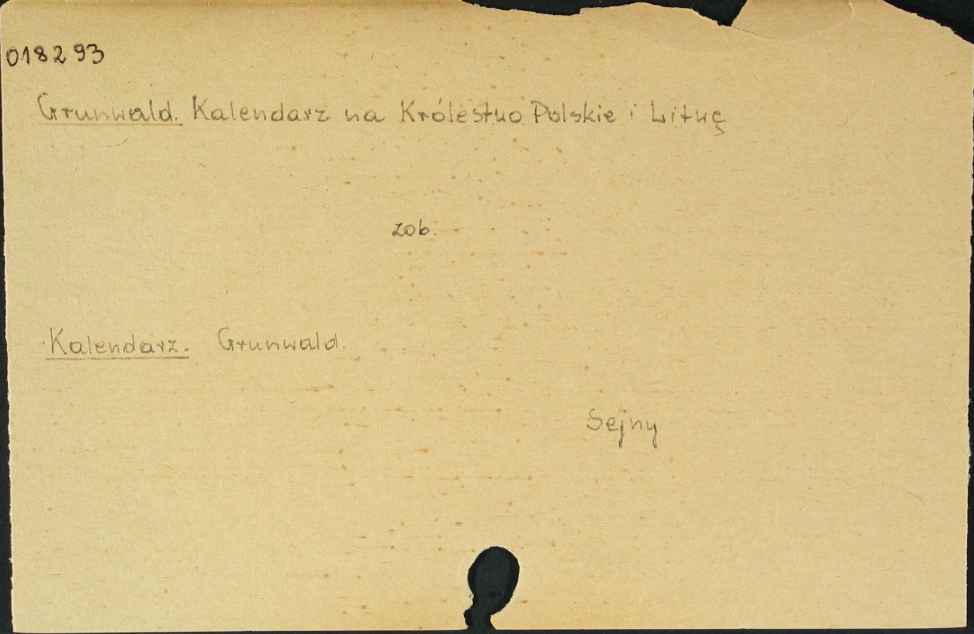 018293
Grunwald. Kalendarz na Królestwo Polskie i Litwę
zob.
Kalendarz. Grunwald.
Sejny